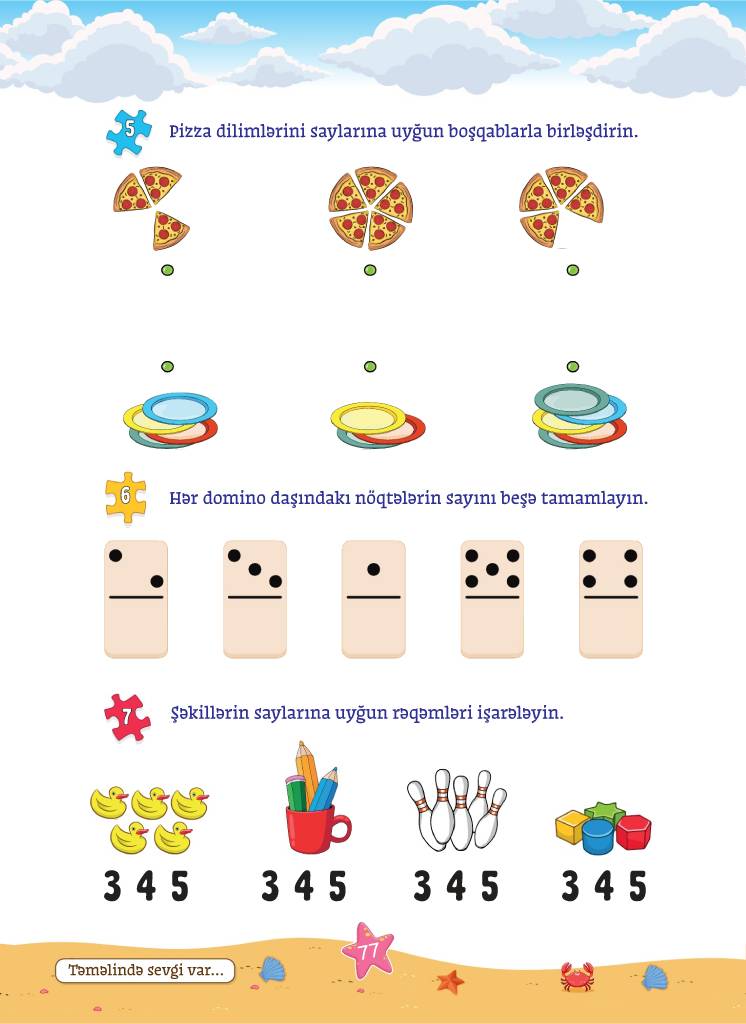 5
Pizza dilimlərini saylarına uyğun boşqablarla birləşdirin.
6
Hər domino daşındakı nöqtələrin sayını beşə tamamlayın.
7
Şəkillərin saylarına uyğun rəqəmləri işarələyin.
3 4 5 3 4 5 3 4 5 3 4 5
77
Təməlində sevgi var...